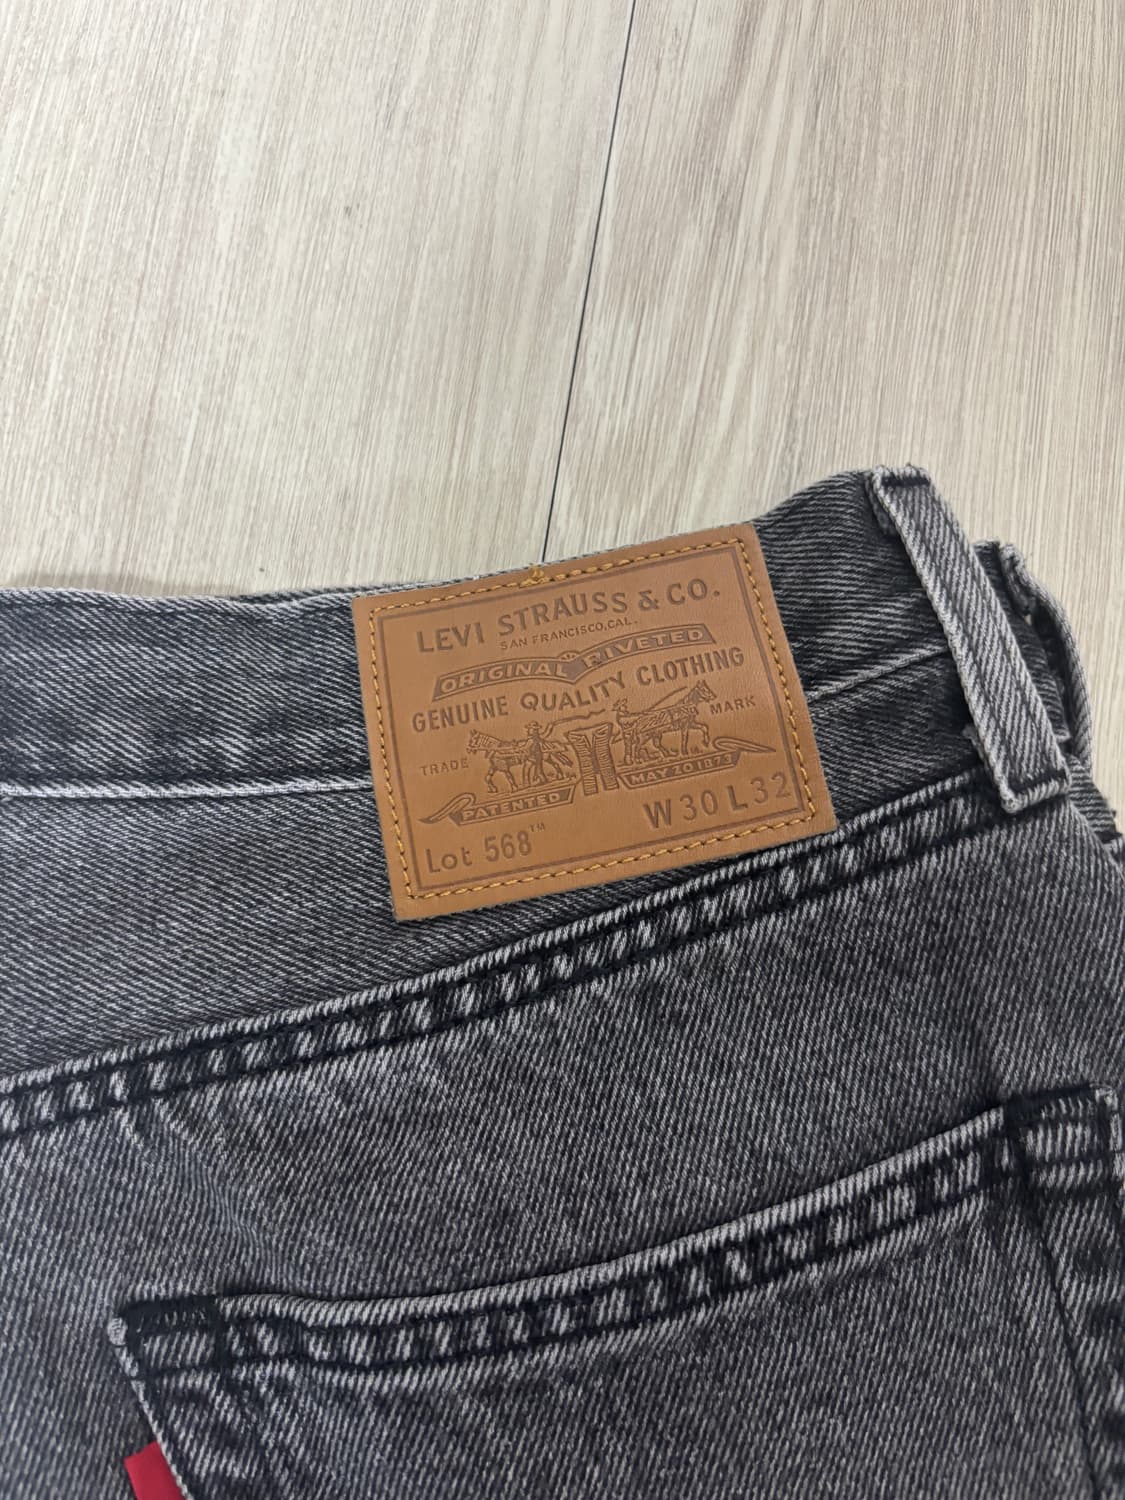 LEVI STRAUSS & CO.
SAN FRANCISCO, CAL.
ORIGINAL RIVETED
GENUINE QUALITY CLOTHING
TRADE MARK
PATENTED MAY 20 1873
Lot 568™ W30 L32